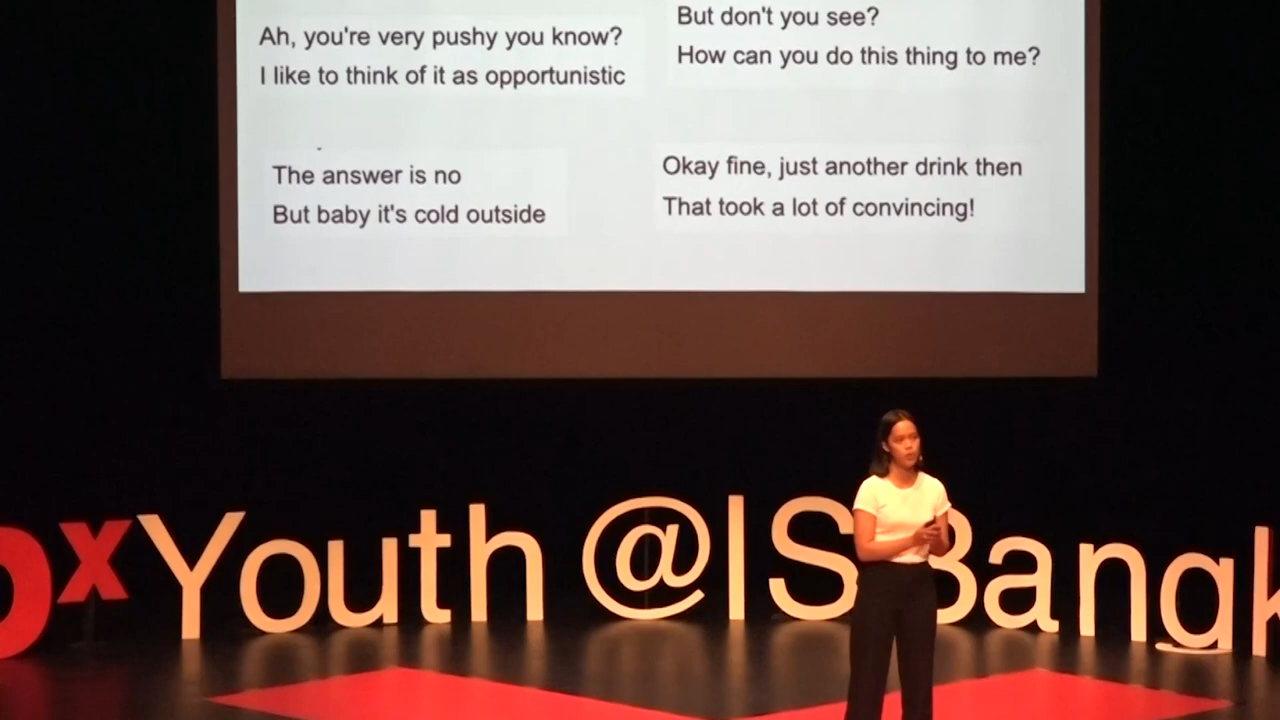 Ah, you're very pushy you know?
I like to think of it as opportunistic
But don't you see?
How can you do this thing to me?
The answer is no
But baby it's cold outside
Okay fine, just another drink then
That took a lot of convincing!
x Youth @ISBangk